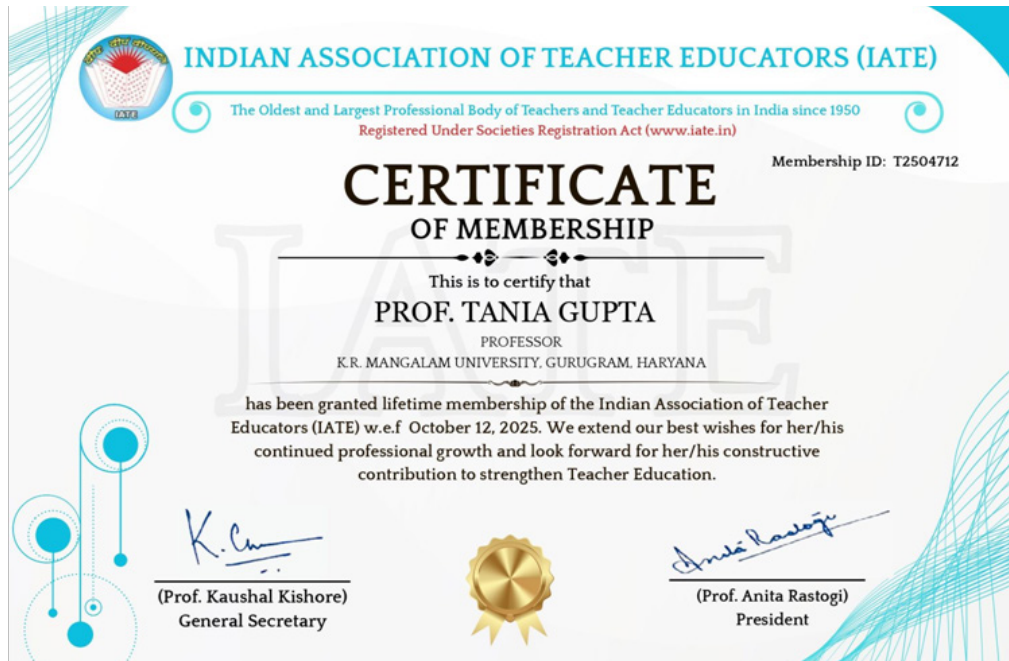 INDIAN ASSOCIATION OF TEACHER EDUCATORS (IATE)
The Oldest and Largest Professional Body of Teachers and Teacher Educators in India since 1950
Registered Under Societies Registration Act (www.iate.in)
IATE
Membership ID: T2504712
CERTIFICATE
OF MEMBERSHIP
IATE
This is to certify that
PROF. TANIA GUPTA
PROFESSOR
K.R. MANGALAM UNIVERSITY, GURUGRAM, HARYANA
has been granted lifetime membership of the Indian Association of Teacher
Educators (IATE) w.e.f October 12, 2025. We extend our best wishes for her/his
continued professional growth and look forward for her/his constructive
contribution to strengthen Teacher Education.
Anita Rastogi
(Prof. Kaushal Kishore)
General Secretary
(Prof. Anita Rastogi)
President